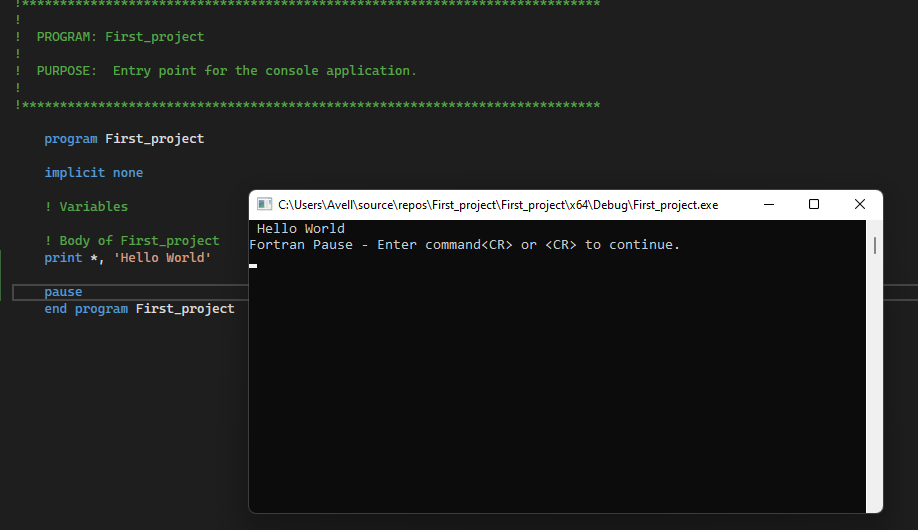 !****************************************************************************
!
!  PROGRAM: First_project
!
!  PURPOSE:  Entry point for the console application.
!
!****************************************************************************
program First_project
implicit none
! Variables
! Body of First_project
print *, 'Hello World'
pause
end program First_project
C:\Users\Avell\source\repos\First_project\First_project\x64\Debug\First_project.exe
Hello World
Fortran Pause - Enter command<CR> or <CR> to continue.